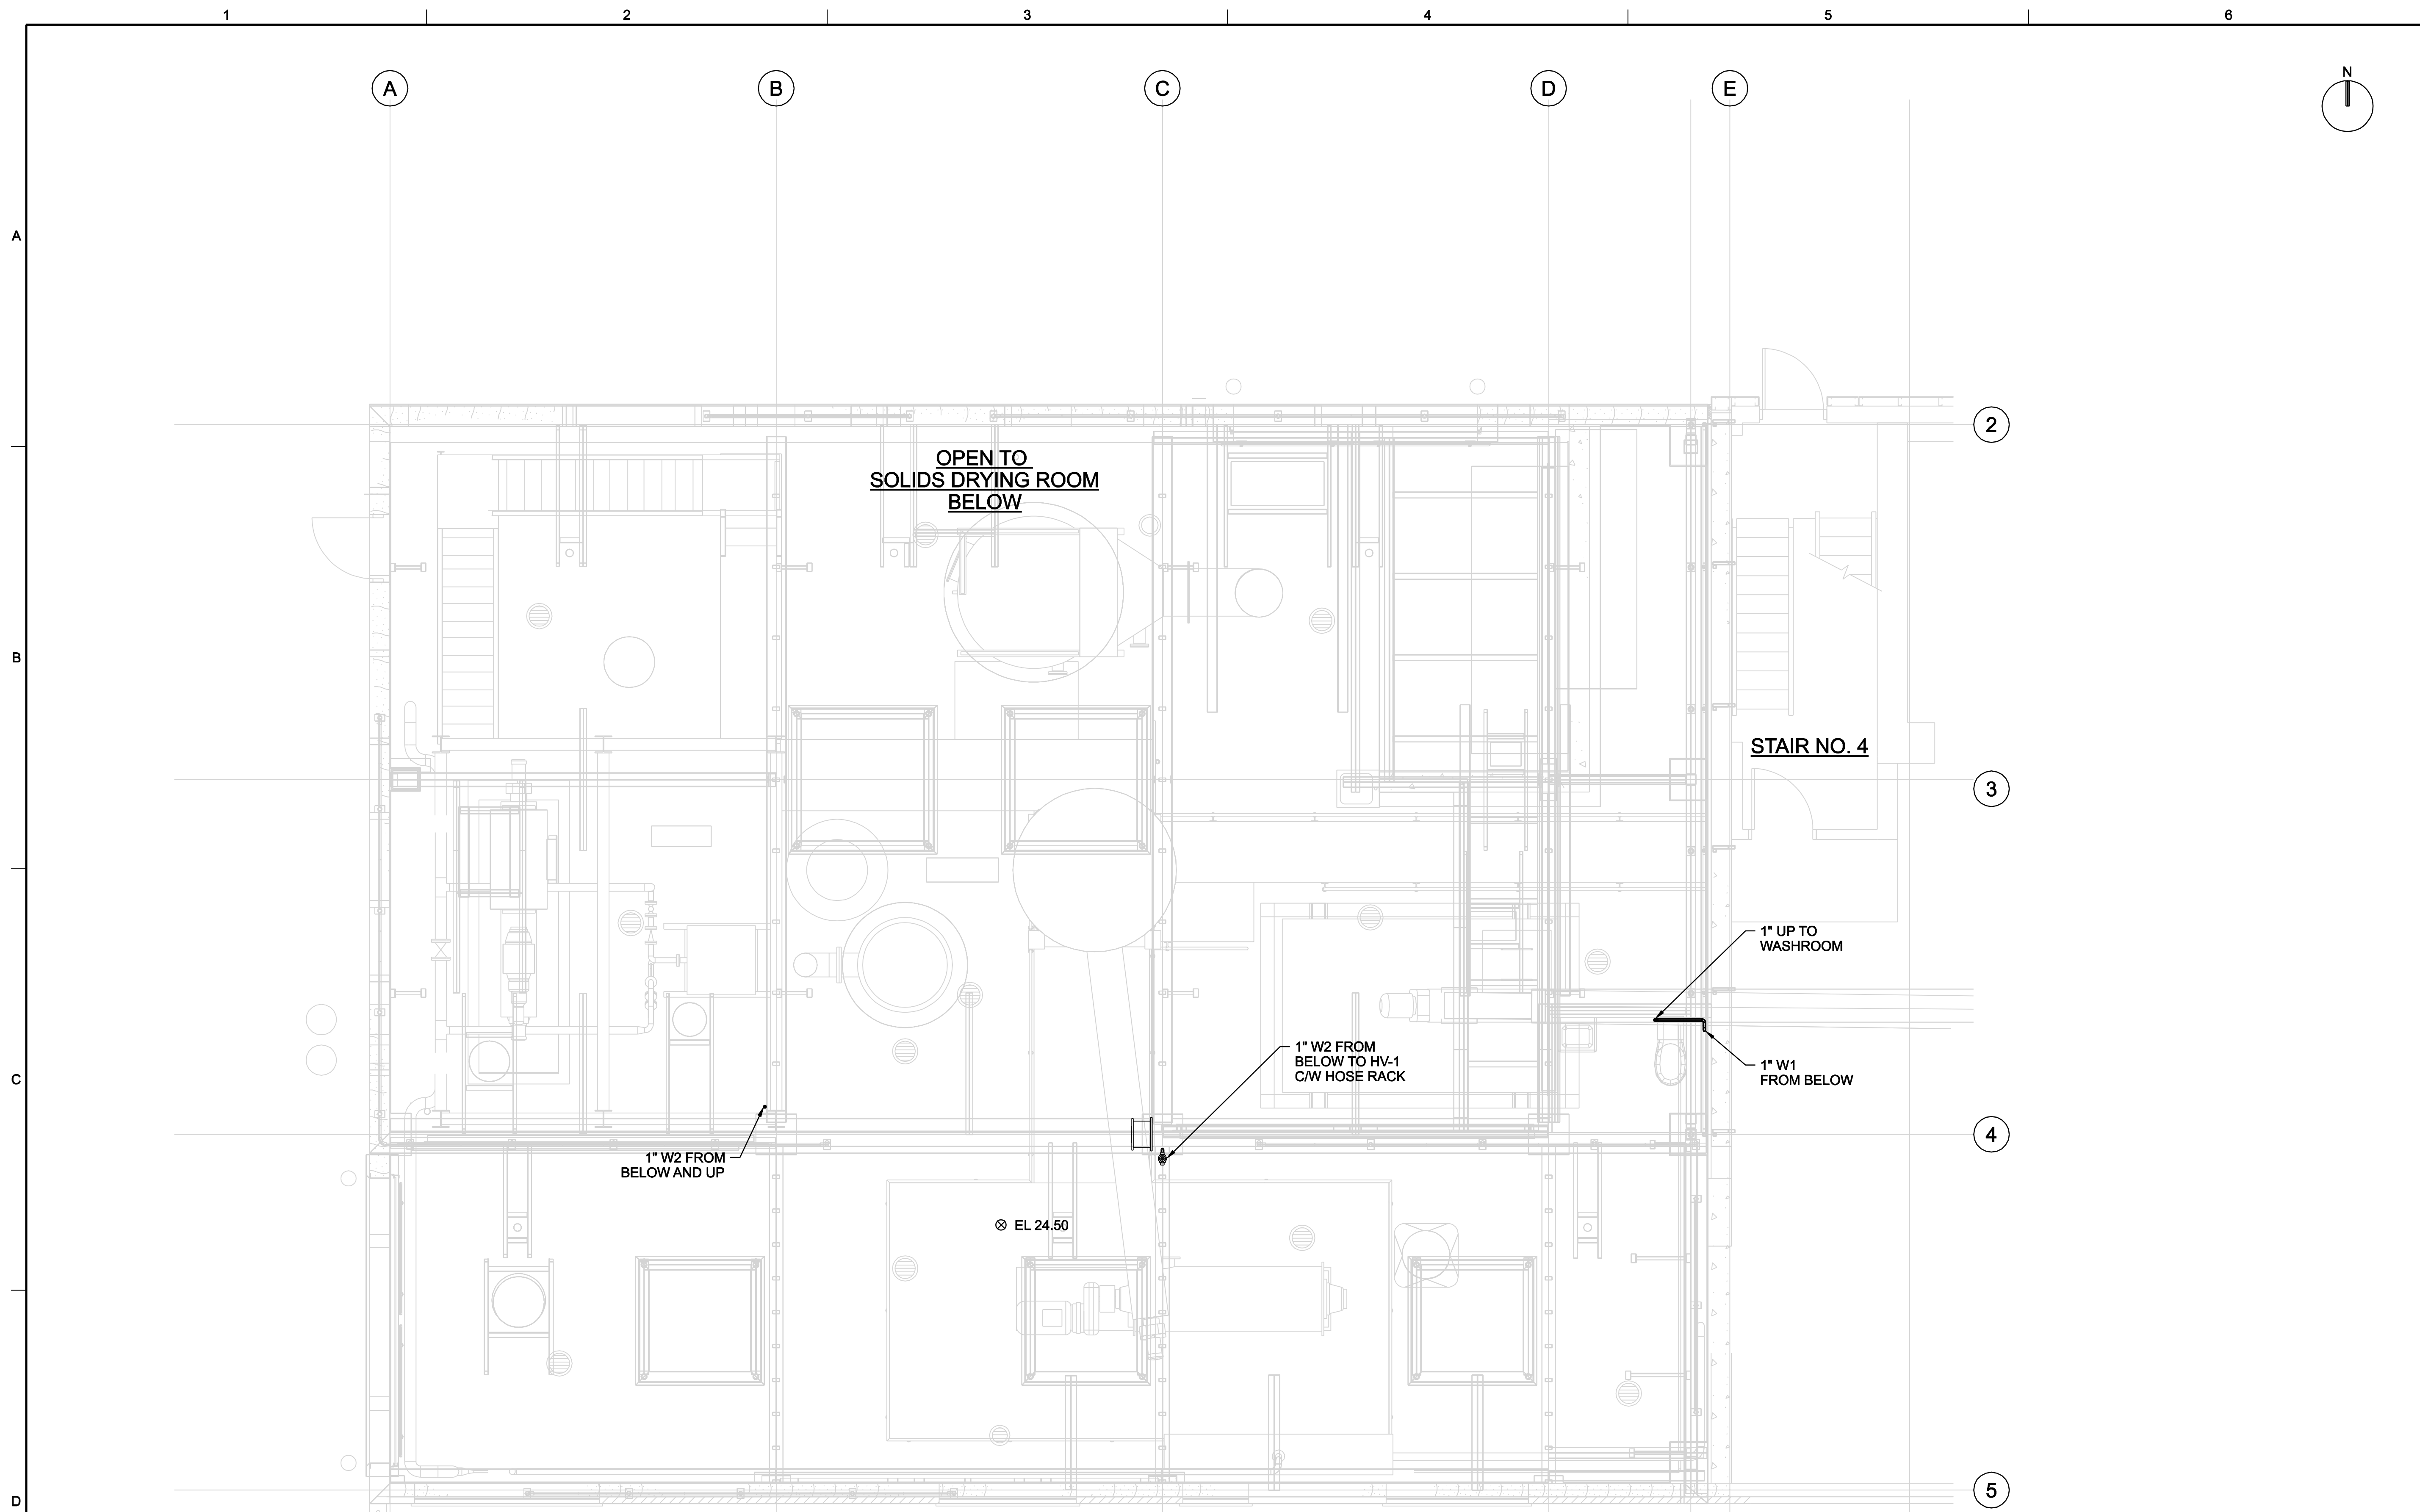 1 2 3 4 5 6
A B C D E
N
A
2
OPEN TO
SOLIDS DRYING ROOM
BELOW
B
STAIR NO. 4
3
1" UP TO
WASHROOM
1" W2 FROM
BELOW TO HV-1
C/W HOSE RACK
1" W1
FROM BELOW
C
4
1" W2 FROM
BELOW AND UP
EL 24.50
5
D